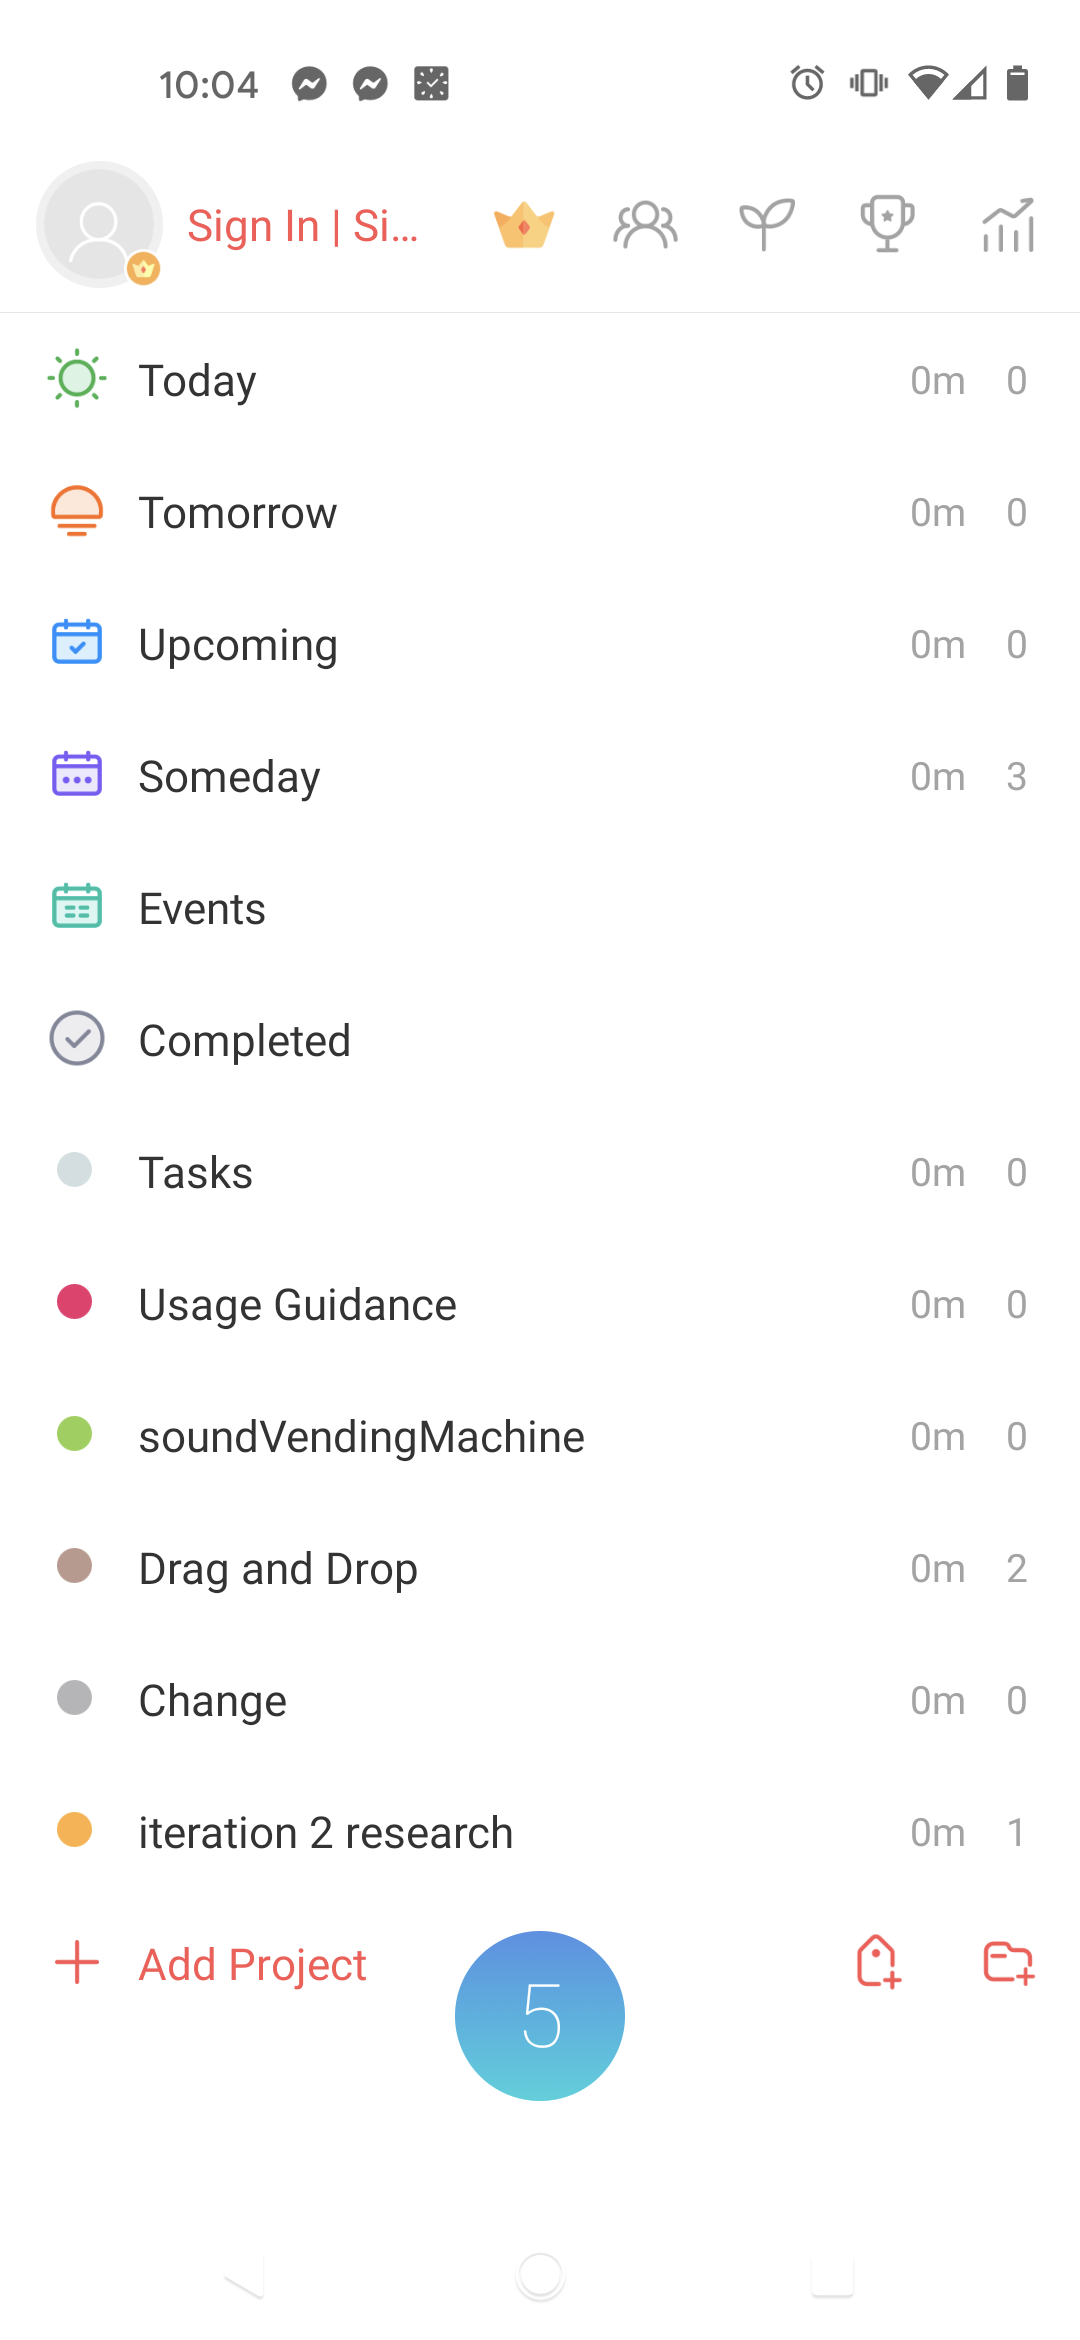 10:04
Sign In | Si...
Today 0m 0
Tomorrow 0m 0
Upcoming 0m 0
Someday 0m 3
Events
Completed
Tasks 0m 0
Usage Guidance 0m 0
soundVendingMachine 0m 0
Drag and Drop 0m 2
Change 0m 0
iteration 2 research 0m 1
Add Project
5